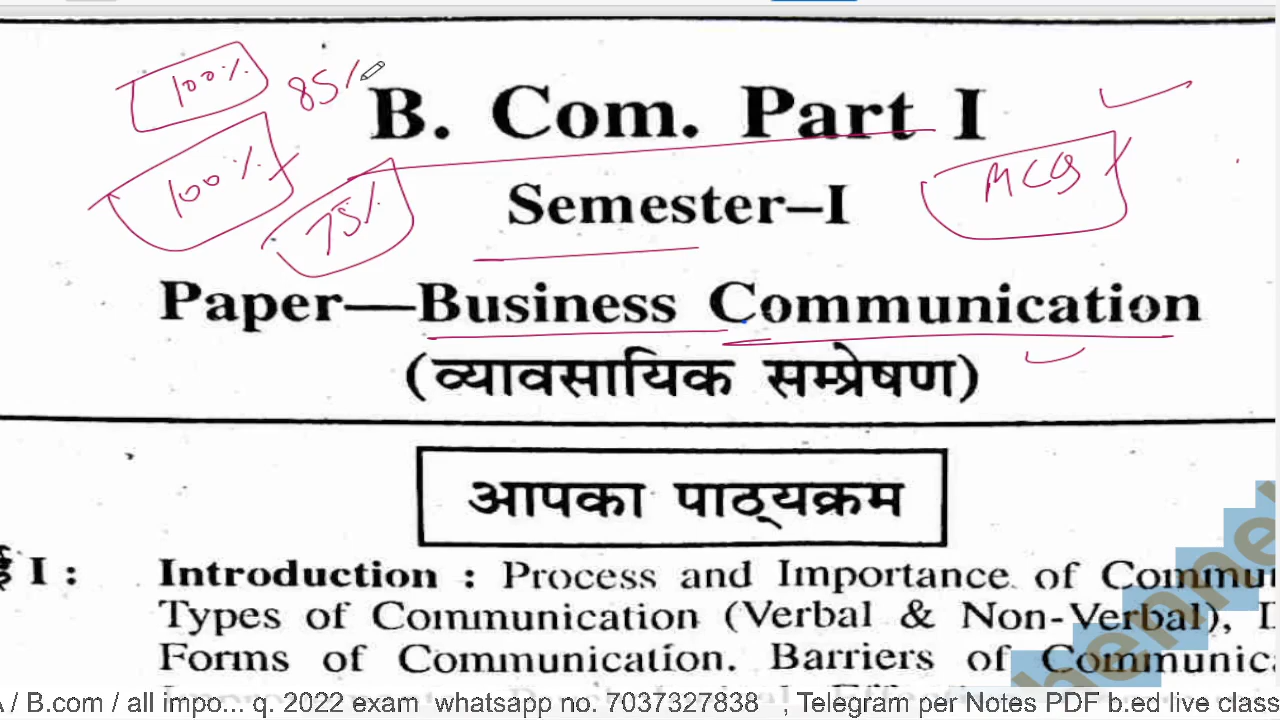 100% 85%
B. Com. Part I
100%
75%
MCQ
Semester–I
Paper—Business Communication
(व्यावसायिक सम्प्रेषण)
आपका पाठ्यक्रम
I : Introduction : Process and Importance of
Types of Communication (Verbal & Non-Verbal),
Forms of Communication. Barriers of
/ B.com / all impo... q. 2022 exam whatsapp no. 7037327838 , Telegram per Notes PDF b.ed live class